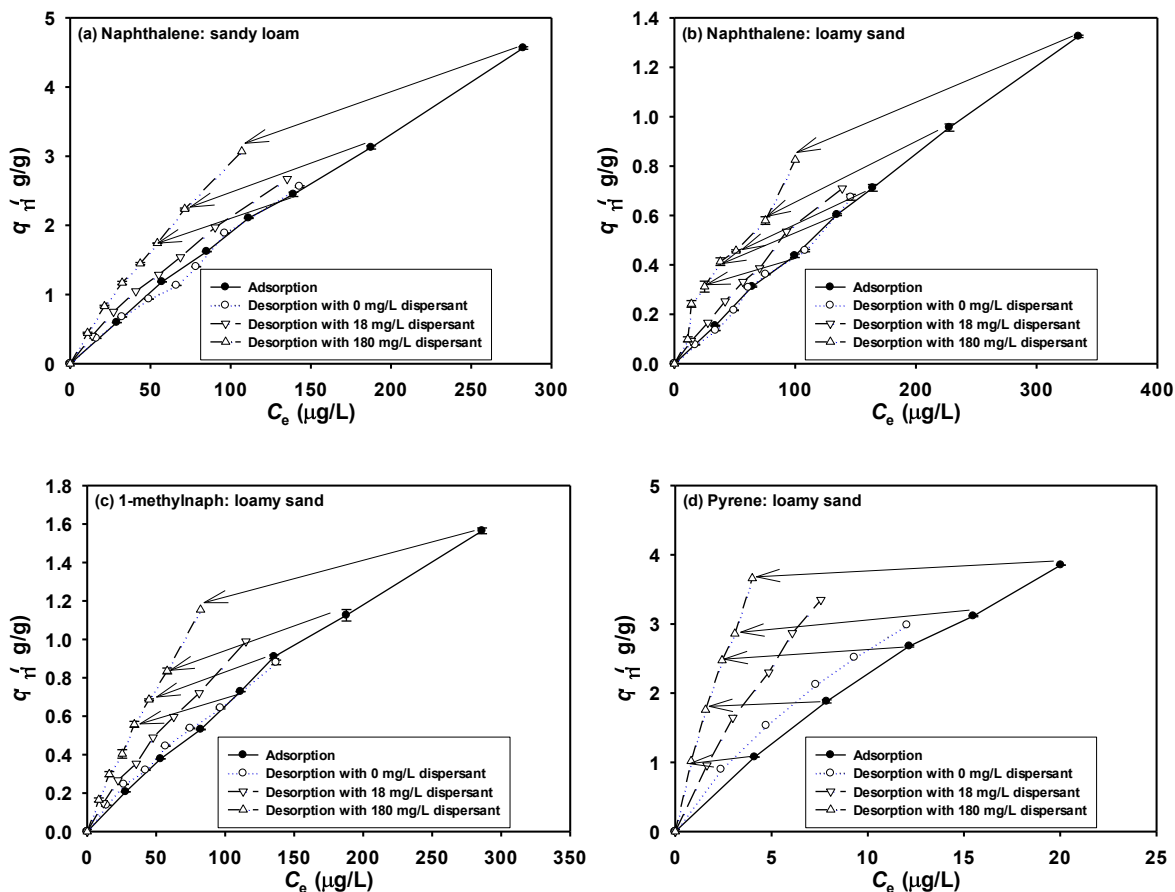 (a) Naphthalene: sandy loam
5
4
3
2
1
0
q g/g)
Adsorption
Desorption with 0 mg/L dispersant
Desorption with 18 mg/L dispersant
Desorption with 180 mg/L dispersant
0 50 100 150 200 250 300
Ce (μg/L)
(b) Naphthalene: loamy sand
1.4
1.2
1.0
0.8
0.6
0.4
0.2
0.0
q g/g)
Adsorption
Desorption with 0 mg/L dispersant
Desorption with 18 mg/L dispersant
Desorption with 180 mg/L dispersant
0 100 200 300 400
Ce (μg/L)
(c) 1-methylnaph: loamy sand
1.8
1.6
1.4
1.2
1.0
0.8
0.6
0.4
0.2
0.0
q g/g)
Adsorption
Desorption with 0 mg/L dispersant
Desorption with 18 mg/L dispersant
Desorption with 180 mg/L dispersant
0 50 100 150 200 250 300 350
Ce (μg/L)
(d) Pyrene: loamy sand
5
4
3
2
1
0
q g/g)
Adsorption
Desorption with 0 mg/L dispersant
Desorption with 18 mg/L dispersant
Desorption with 180 mg/L dispersant
0 5 10 15 20 25
Ce (μg/L)